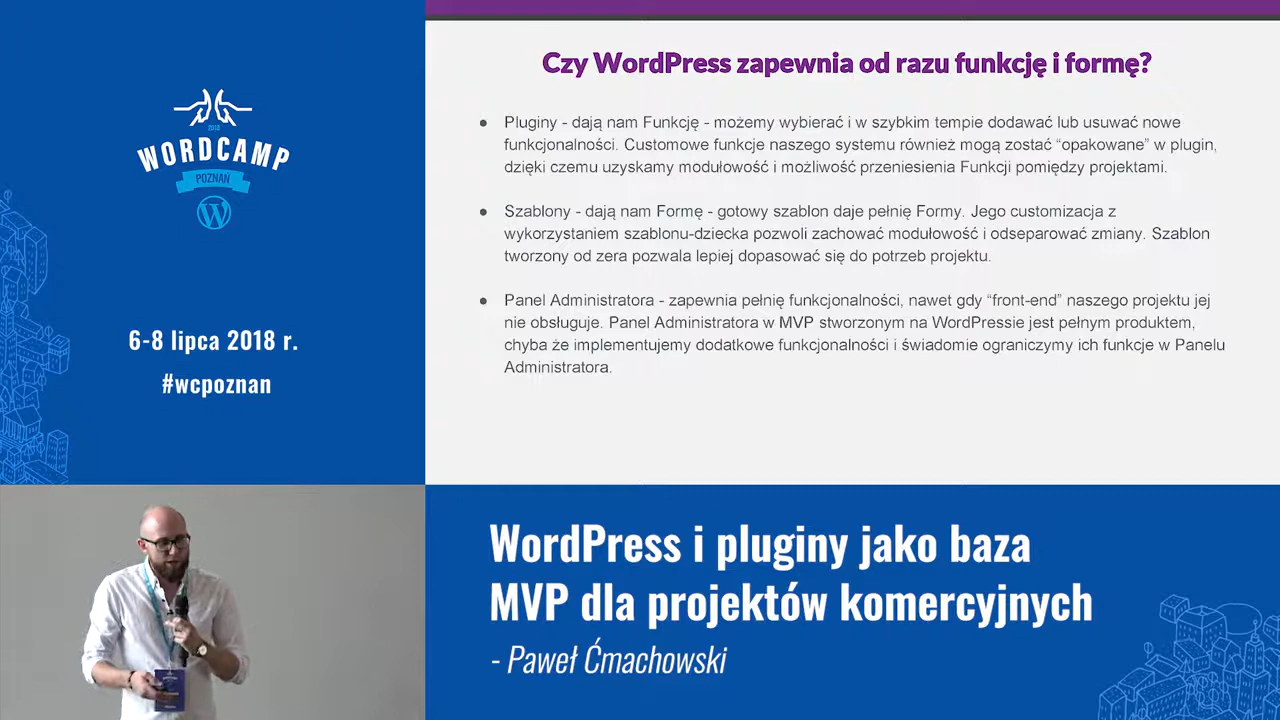 2018
WORDCAMP
POZNAŃ
6-8 lipca 2018 r.
#wcpoznan
Czy WordPress zapewnia od razu funkcję i formę?
● Pluginy - dają nam Funkcję - możemy wybierać i w szybkim tempie dodawać lub usuwać nowe
funkcjonalności. Customowe funkcje naszego systemu również mogą zostać “opakowane” w plugin,
dzięki czemu uzyskamy modułowość i możliwość przeniesienia Funkcji pomiędzy projektami.
● Szablony - dają nam Formę - gotowy szablon daje pełnię Formy. Jego customizacja z
wykorzystaniem szablonu-dziecka pozwoli zachować modułowość i odseparować zmiany. Szablon
tworzony od zera pozwala lepiej dopasować się do potrzeb projektu.
● Panel Administratora - zapewnia pełnię funkcjonalności, nawet gdy “front-end” naszego projektu jej
nie obsługuje. Panel Administratora w MVP stworzonym na WordPressie jest pełnym produktem,
chyba że implementujemy dodatkowe funkcjonalności i świadomie ograniczymy ich funkcje w Panelu
Administratora.
WordPress i pluginy jako baza
MVP dla projektów komercyjnych
- Paweł Ćmachowski